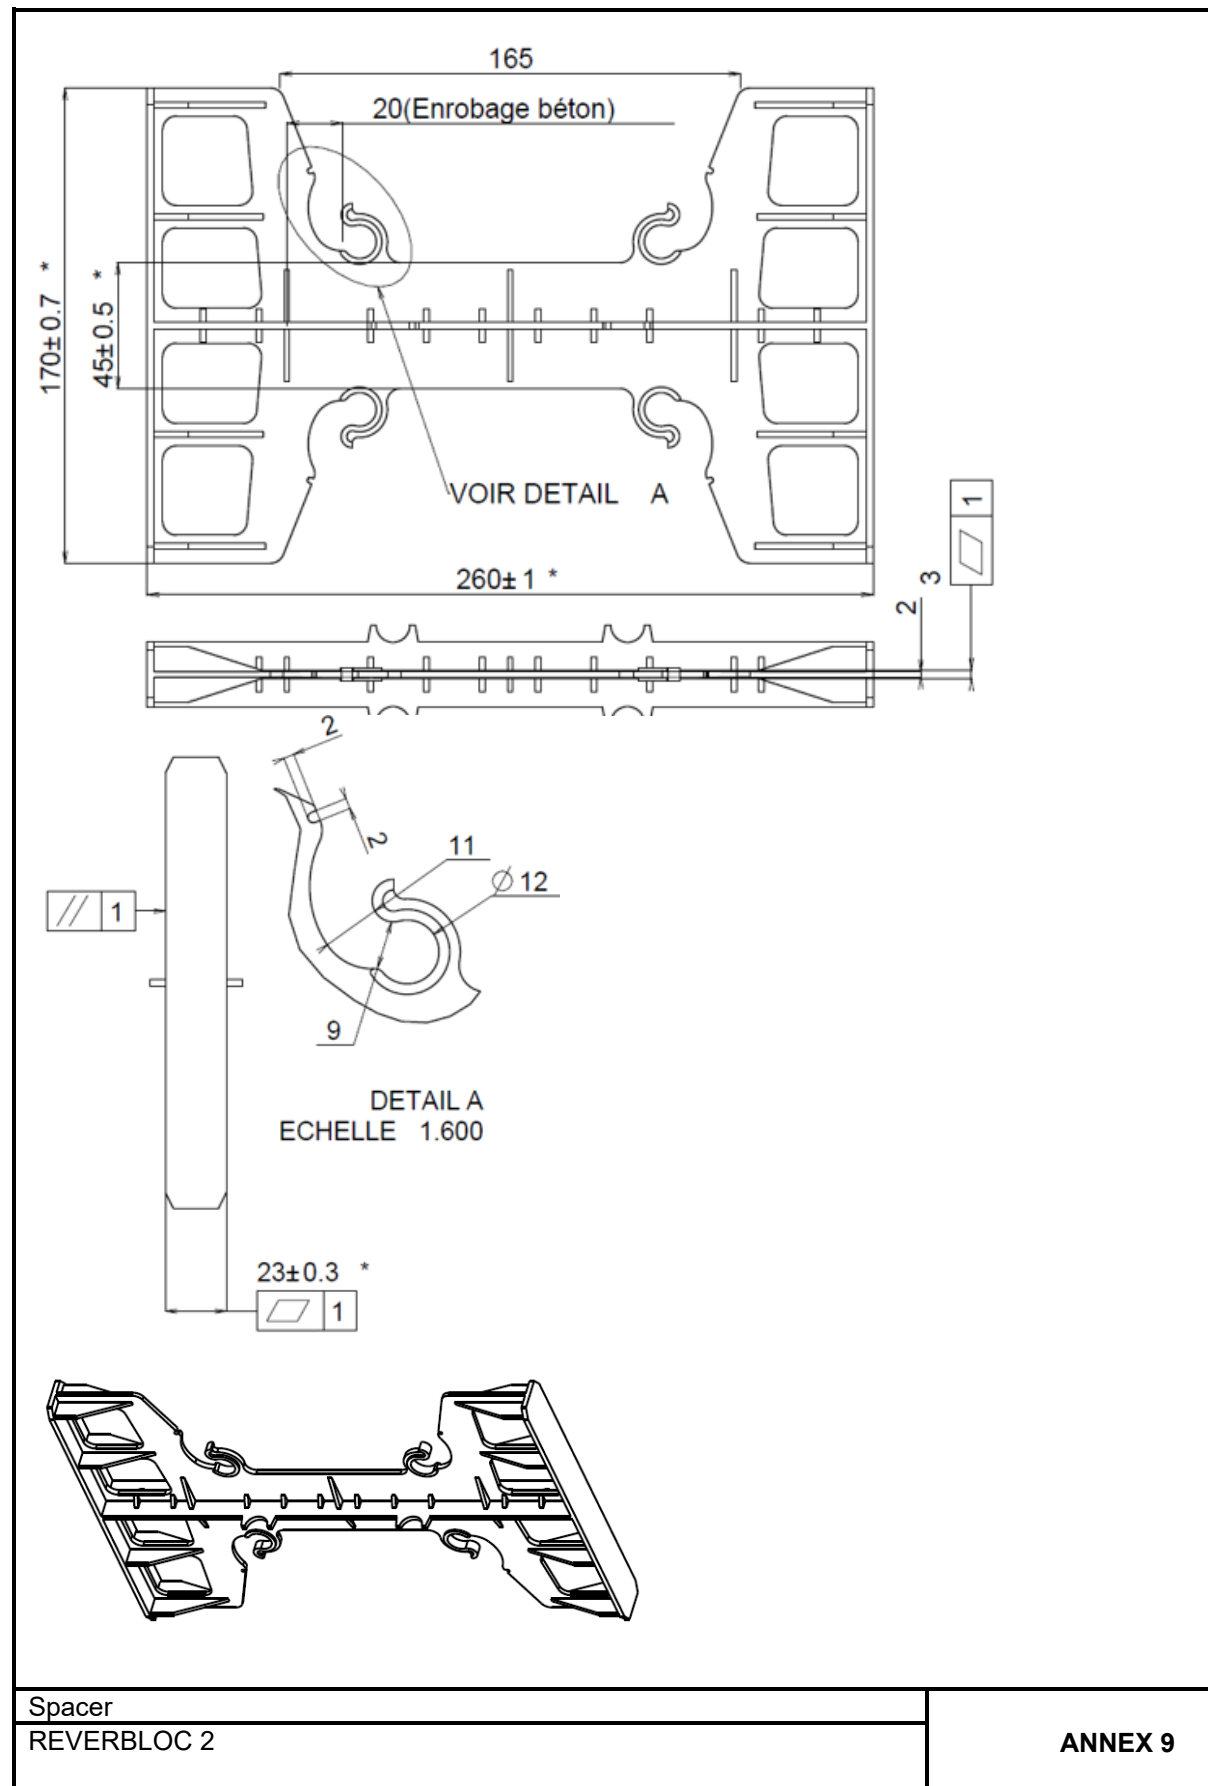 165
20(Enrobage béton)
170±0.7 *
45±0.5 *
VOIR DETAIL A
260±1 *
1
3
2
2
2
11
⌀12
// 1
9
DETAIL A
ECHELLE 1.600
23±0.3 *
⏥ 1
Spacer
REVERBLOC 2
ANNEX 9